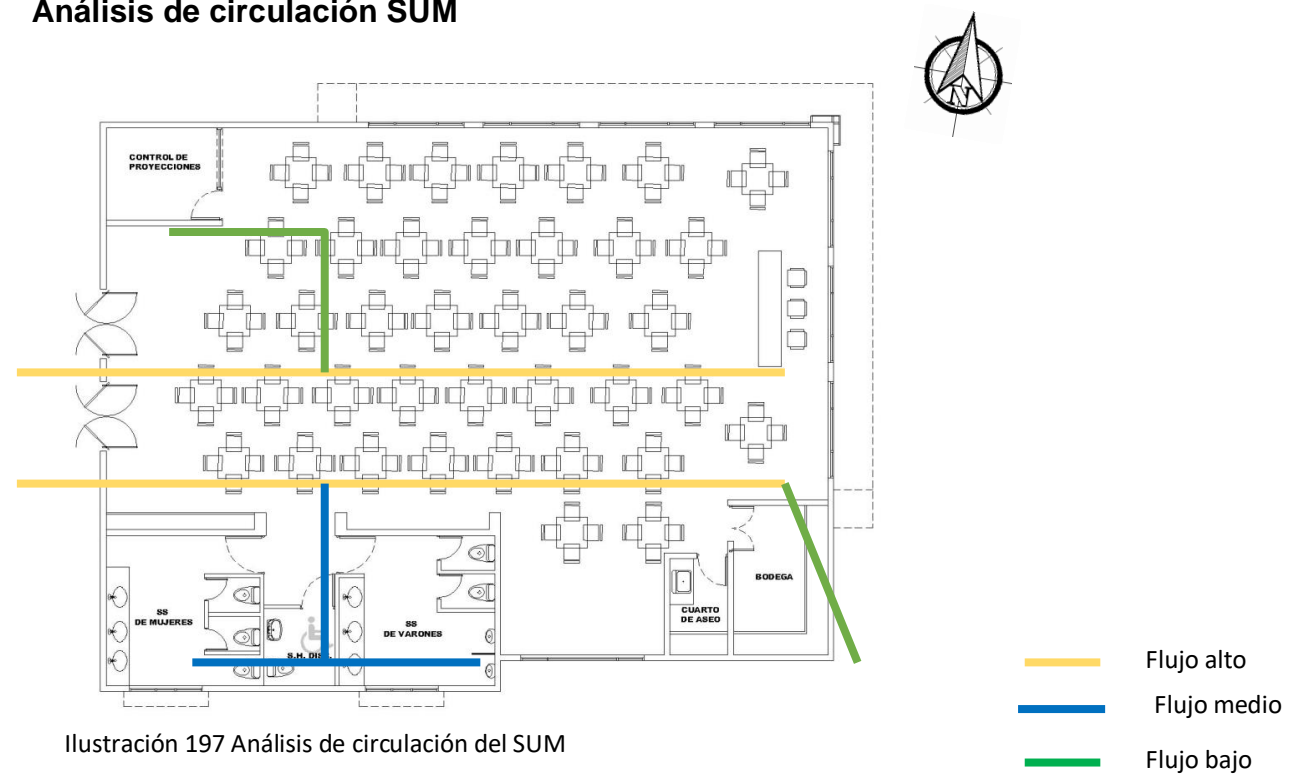 Análisis de circulación SUM
N
CONTROL DE
PROYECCIONES
BODEGA
CUARTO
DE ASEO
SS
DE MUJERES
SS
DE VARONES
S.H. DIS.
Flujo alto
Flujo medio
Flujo bajo
Ilustración 197 Análisis de circulación del SUM